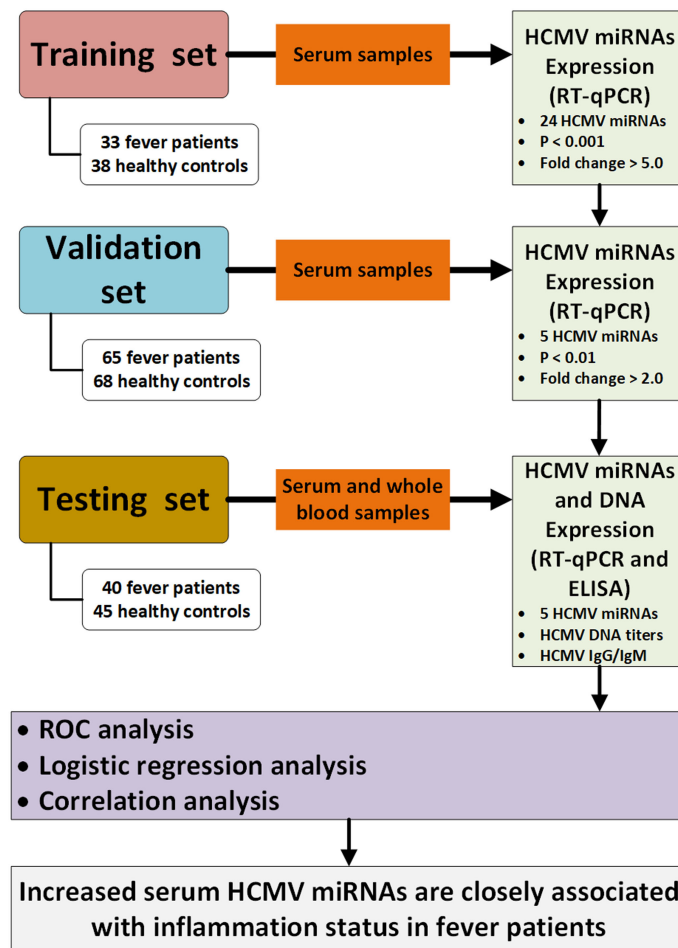 Training set
Serum samples
HCMV miRNAs
Expression
(RT-qPCR)
• 24 HCMV miRNAs
• P < 0.001
• Fold change > 5.0
33 fever patients
38 healthy controls
Validation
set
Serum samples
HCMV miRNAs
Expression
(RT-qPCR)
• 5 HCMV miRNAs
• P < 0.01
• Fold change > 2.0
65 fever patients
68 healthy controls
Testing set
Serum and whole
blood samples
HCMV miRNAs
and DNA
Expression
(RT-qPCR and
ELISA)
• 5 HCMV miRNAs
• HCMV DNA titers
• HCMV IgG/IgM
40 fever patients
45 healthy controls
• ROC analysis
• Logistic regression analysis
• Correlation analysis
Increased serum HCMV miRNAs are closely associated
with inflammation status in fever patients